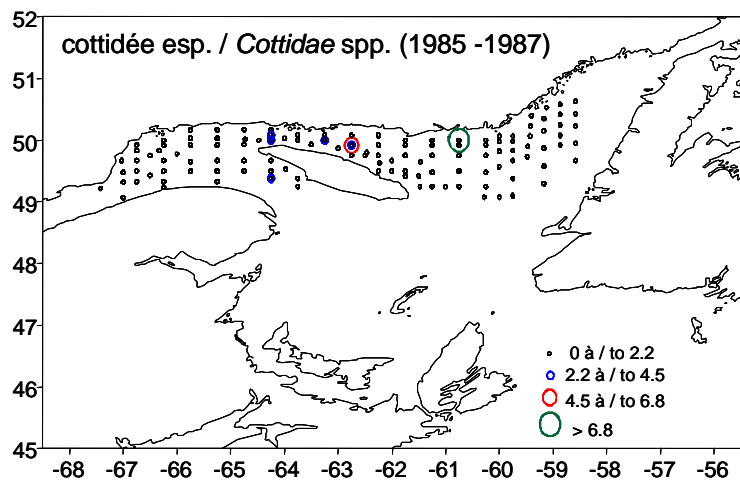 52
cottidée esp. / Cottidae spp. (1985 -1987)
51
50
49
48
47
0 à / to 2.2
2.2 à / to 4.5
46
4.5 à / to 6.8
> 6.8
45
-68 -67 -66 -65 -64 -63 -62 -61 -60 -59 -58 -57 -56